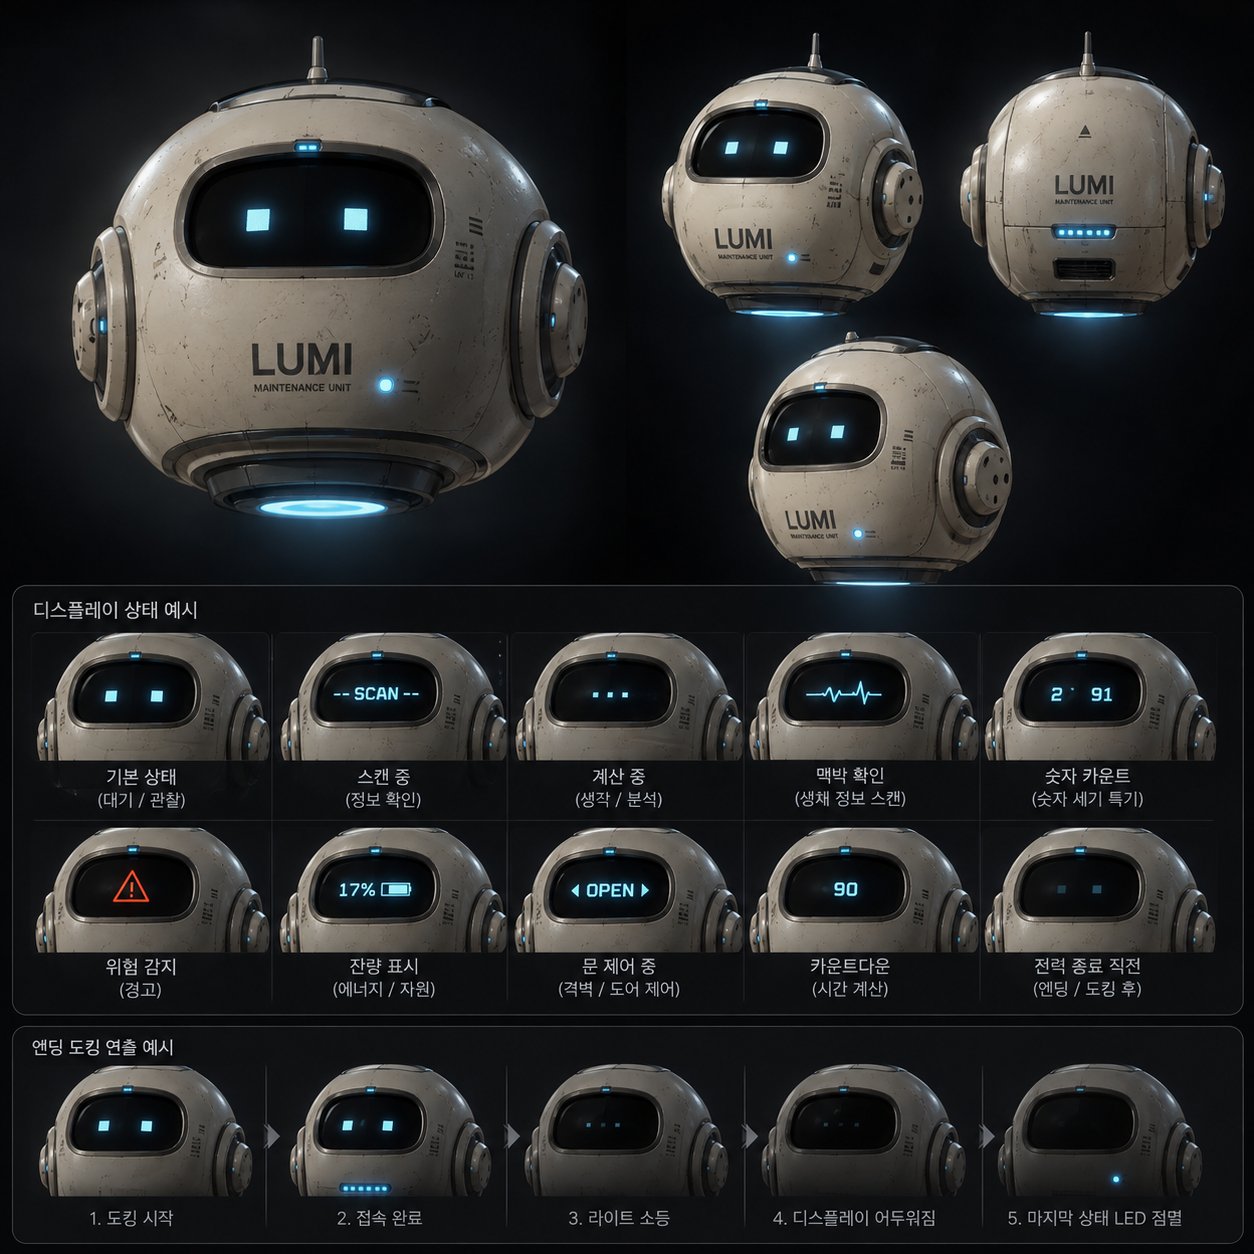 LUMI
MAINTENANCE UNIT
LUMI
MAINTENANCE UNIT
LUMI
MAINTENANCE UNIT
LUMI
MAINTENANCE UNIT
디스플레이 상태 예시
-- SCAN --
2 91
기본 상태
(대기 / 관찰)
스캔 중
(정보 확인)
계산 중
(생각 / 분석)
맥박 확인
(생채 정보 스캔)
숫자 카운트
(숫자 세기 특기)
17%
OPEN
90
위험 감지
(경고)
잔량 표시
(에너지 / 자원)
문 제어 중
(격벽 / 도어 제어)
카운트다운
(시간 계산)
전력 종료 직전
(엔딩 / 도킹 후)
앤딩 도킹 연출 예시
1. 도킹 시작
2. 접속 완료
3. 라이트 소등
4. 디스플레이 어두워짐
5. 마지막 상태 LED 점멸